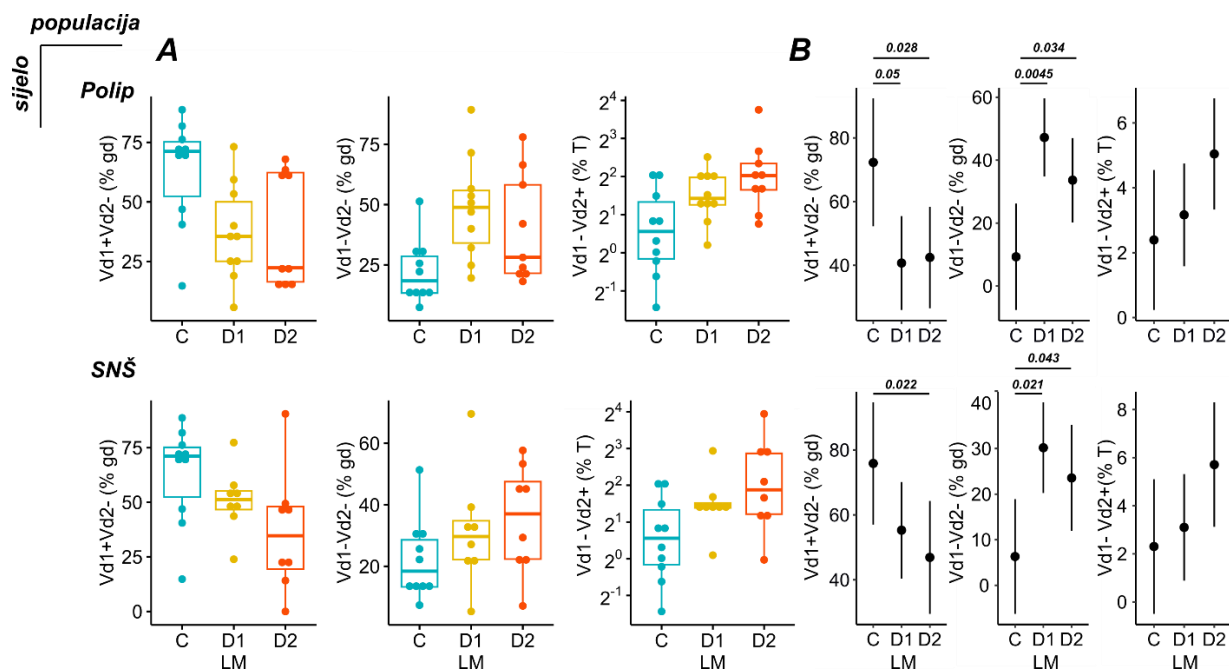 populacija
sijelo
A
B
Polip
Vd1+Vd2- (% gd)
75
50
25
C D1 D2
Vd1-Vd2- (% gd)
75
50
25
C D1 D2
Vd1- Vd2+ (% T)
2^4
2^3
2^2
2^1
2^0
2^-1
C D1 D2
0.028
0.05
Vd1+Vd2- (% gd)
80
60
40
C D1 D2
0.034
0.0045
Vd1-Vd2- (% gd)
60
40
20
0
C D1 D2
Vd1- Vd2+ (% T)
6
4
2
0
C D1 D2
SNŠ
Vd1+Vd2- (% gd)
75
50
25
0
C D1 D2
LM
Vd1-Vd2- (% gd)
60
40
20
C D1 D2
LM
Vd1- Vd2+ (% T)
2^4
2^3
2^2
2^1
2^0
2^-1
C D1 D2
LM
0.022
Vd1+Vd2- (% gd)
80
60
40
C D1 D2
LM
0.043
0.021
Vd1-Vd2- (% gd)
40
30
20
10
0
C D1 D2
LM
Vd1- Vd2+(% T)
8
6
4
2
0
C D1 D2
LM